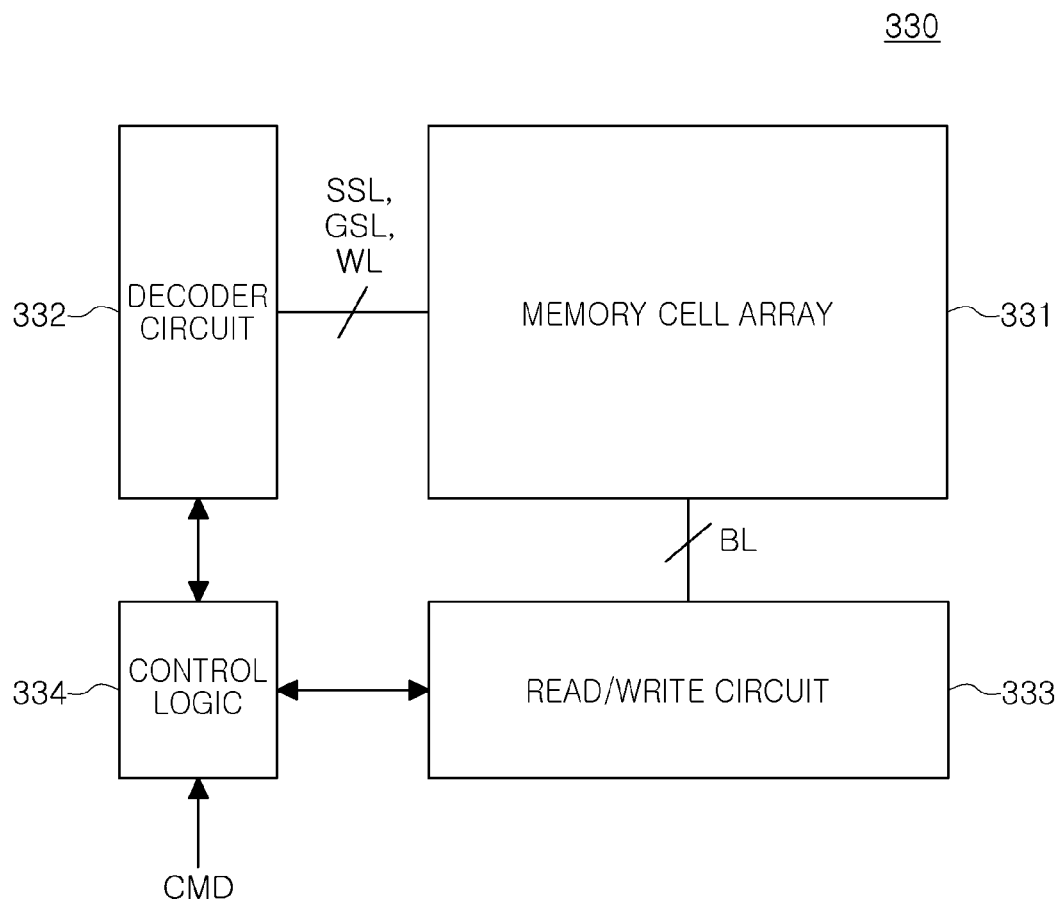 330
SSL,
GSL,
WL
332
DECODER
CIRCUIT
MEMORY CELL ARRAY
331
BL
334
CONTROL
LOGIC
READ/WRITE CIRCUIT
333
CMD